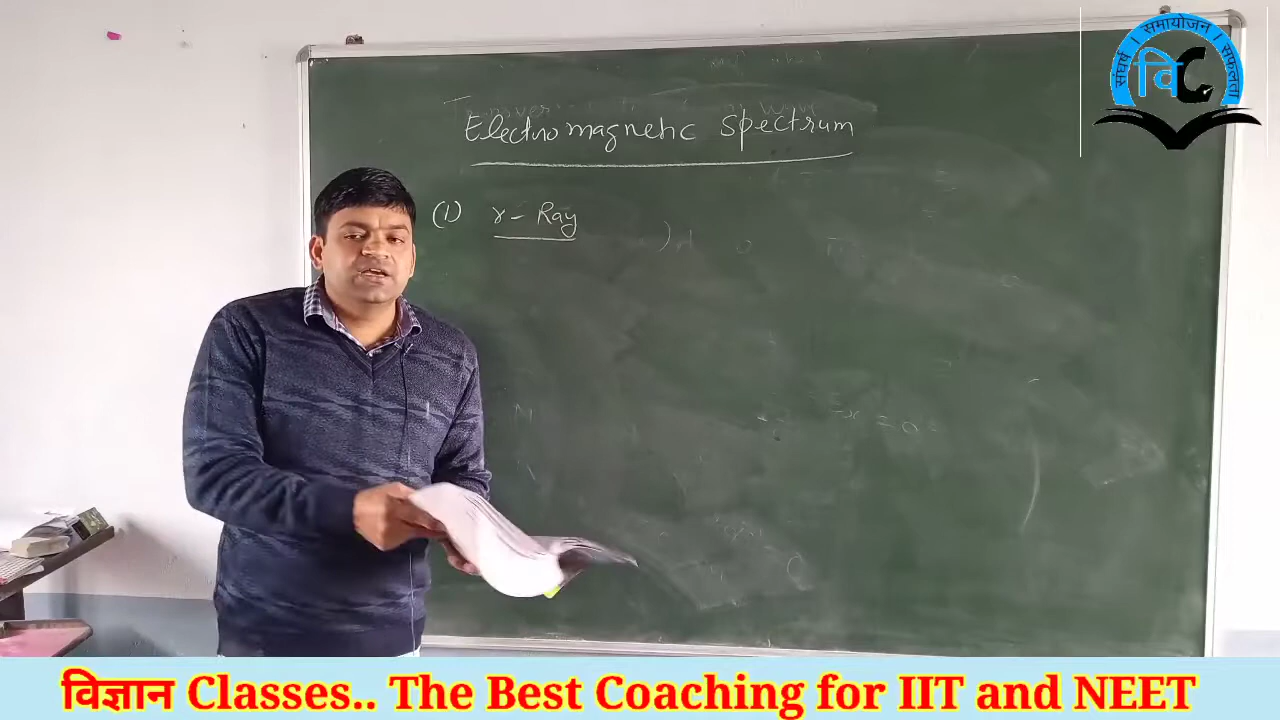 संघर्ष । समायोजन । सफलता
वि
Electromagnetic Spectrum
(1) γ- Ray
विज्ञान Classes.. The Best Coaching for IIT and NEET